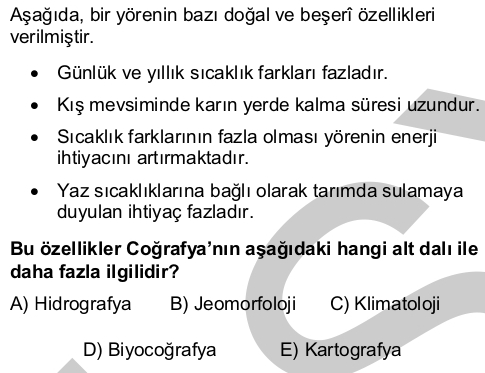 Aşağıda, bir yörenin bazı doğal ve beşerî özellikleri
verilmiştir.
• Günlük ve yıllık sıcaklık farkları fazladır.
• Kış mevsiminde karın yerde kalma süresi uzundur.
• Sıcaklık farklarının fazla olması yörenin enerji
ihtiyacını artırmaktadır.
• Yaz sıcaklıklarına bağlı olarak tarımda sulamaya
duyulan ihtiyaç fazladır.
Bu özellikler Coğrafya’nın aşağıdaki hangi alt dalı ile
daha fazla ilgilidir?
A) Hidrografya B) Jeomorfoloji C) Klimatoloji
D) Biyocoğrafya E) Kartografya